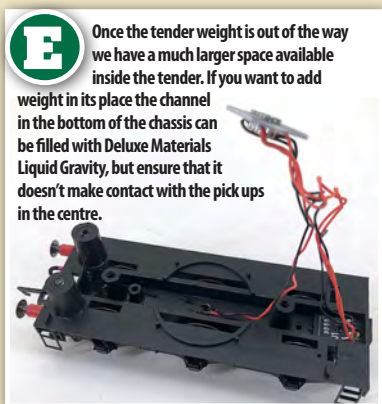 E
Once the tender weight is out of the way
we have a much larger space available
inside the tender. If you want to add
weight in its place the channel
in the bottom of the chassis can
be filled with Deluxe Materials
Liquid Gravity, but ensure that it
doesn't make contact with the pick ups
in the centre.